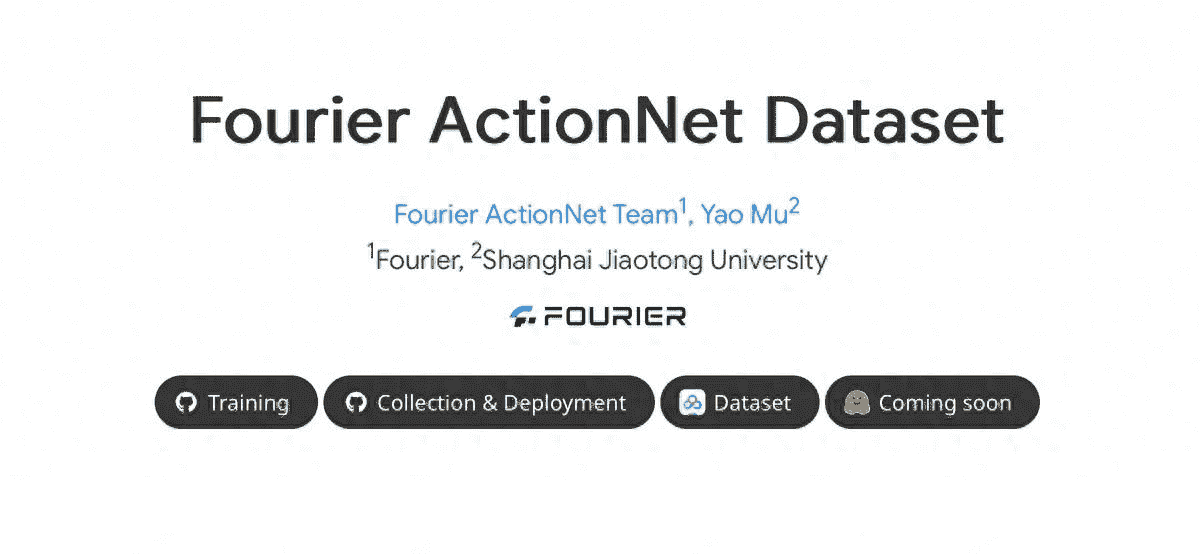 Fourier ActionNet Dataset
Fourier ActionNet Team¹, Yao Mu²
¹Fourier, ²Shanghai Jiaotong University
FOURIER
Training Collection & Deployment Dataset Coming soon